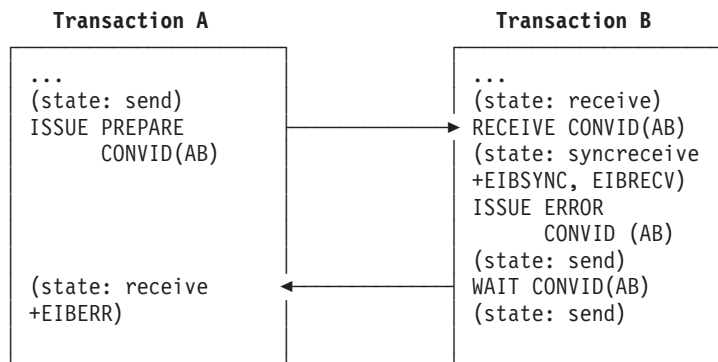 Transaction A
Transaction B
...
(state: send)
ISSUE PREPARE
CONVID(AB)
(state: receive
+EIBERR)
...
(state: receive)
RECEIVE CONVID(AB)
(state: syncreceive
+EIBSYNC, EIBRECV)
ISSUE ERROR
CONVID (AB)
(state: send)
WAIT CONVID(AB)
(state: send)